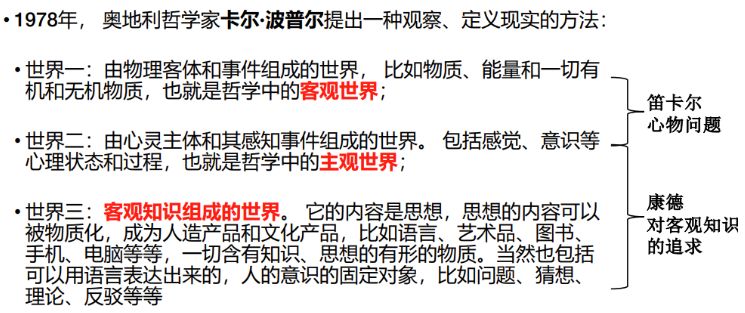 • 1978年， 奥地利哲学家卡尔·波普尔提出一种观察、定义现实的方法：
• 世界一：由物理客体和事件组成的世界， 比如物质、能量和一切有
机和无机物质，也就是哲学中的客观世界；
• 世界二：由心灵主体和其感知事件组成的世界。 包括感觉、意识等
心理状态和过程，也就是哲学中的主观世界；
• 世界三：客观知识组成的世界。 它的内容是思想，思想的内容可以
被物质化，成为人造产品和文化产品，比如语言、艺术品、图书、
手机、电脑等等，一切含有知识、思想的有形的物质。当然也包括
可以用语言表达出来的，人的意识的固定对象，比如问题、猜想、
理论、反驳等等
笛卡尔
心物问题
康德
对客观知识
的追求